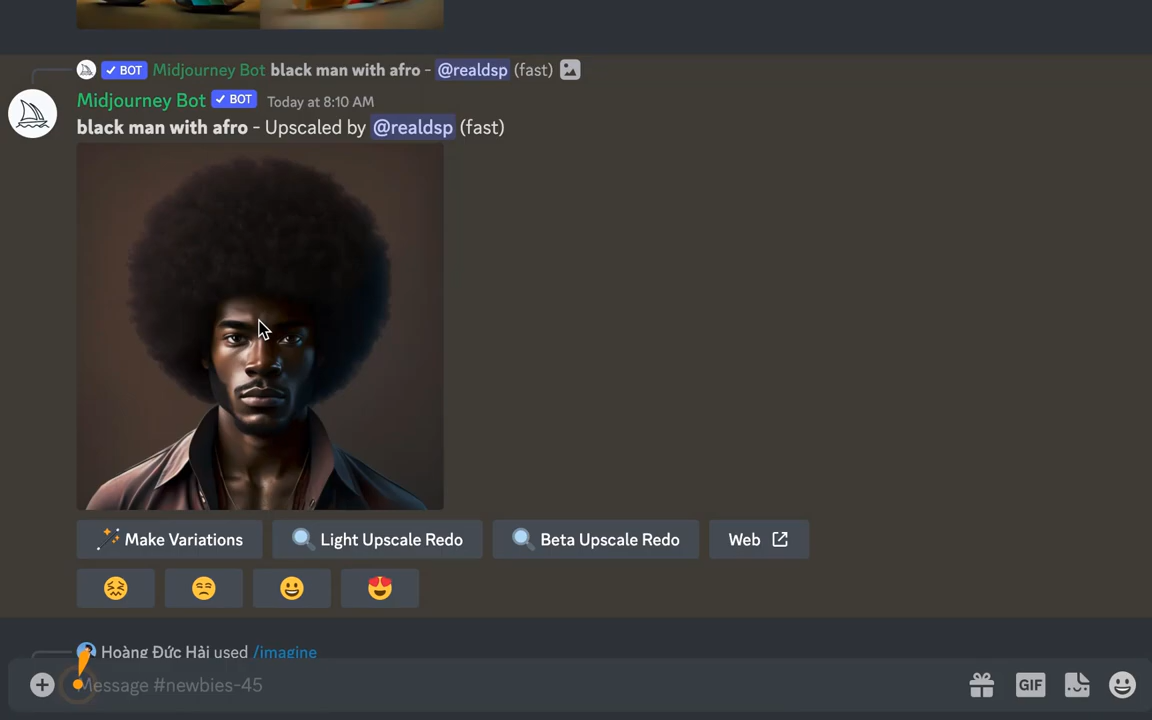 BOT Midjourney Bot black man with afro - @realdsp (fast)
Midjourney Bot BOT Today at 8:10 AM
black man with afro - Upscaled by @realdsp (fast)
Make Variations Light Upscale Redo Beta Upscale Redo Web
Hoàng Đức Hải used /imagine
Message #newbies-45 GIF